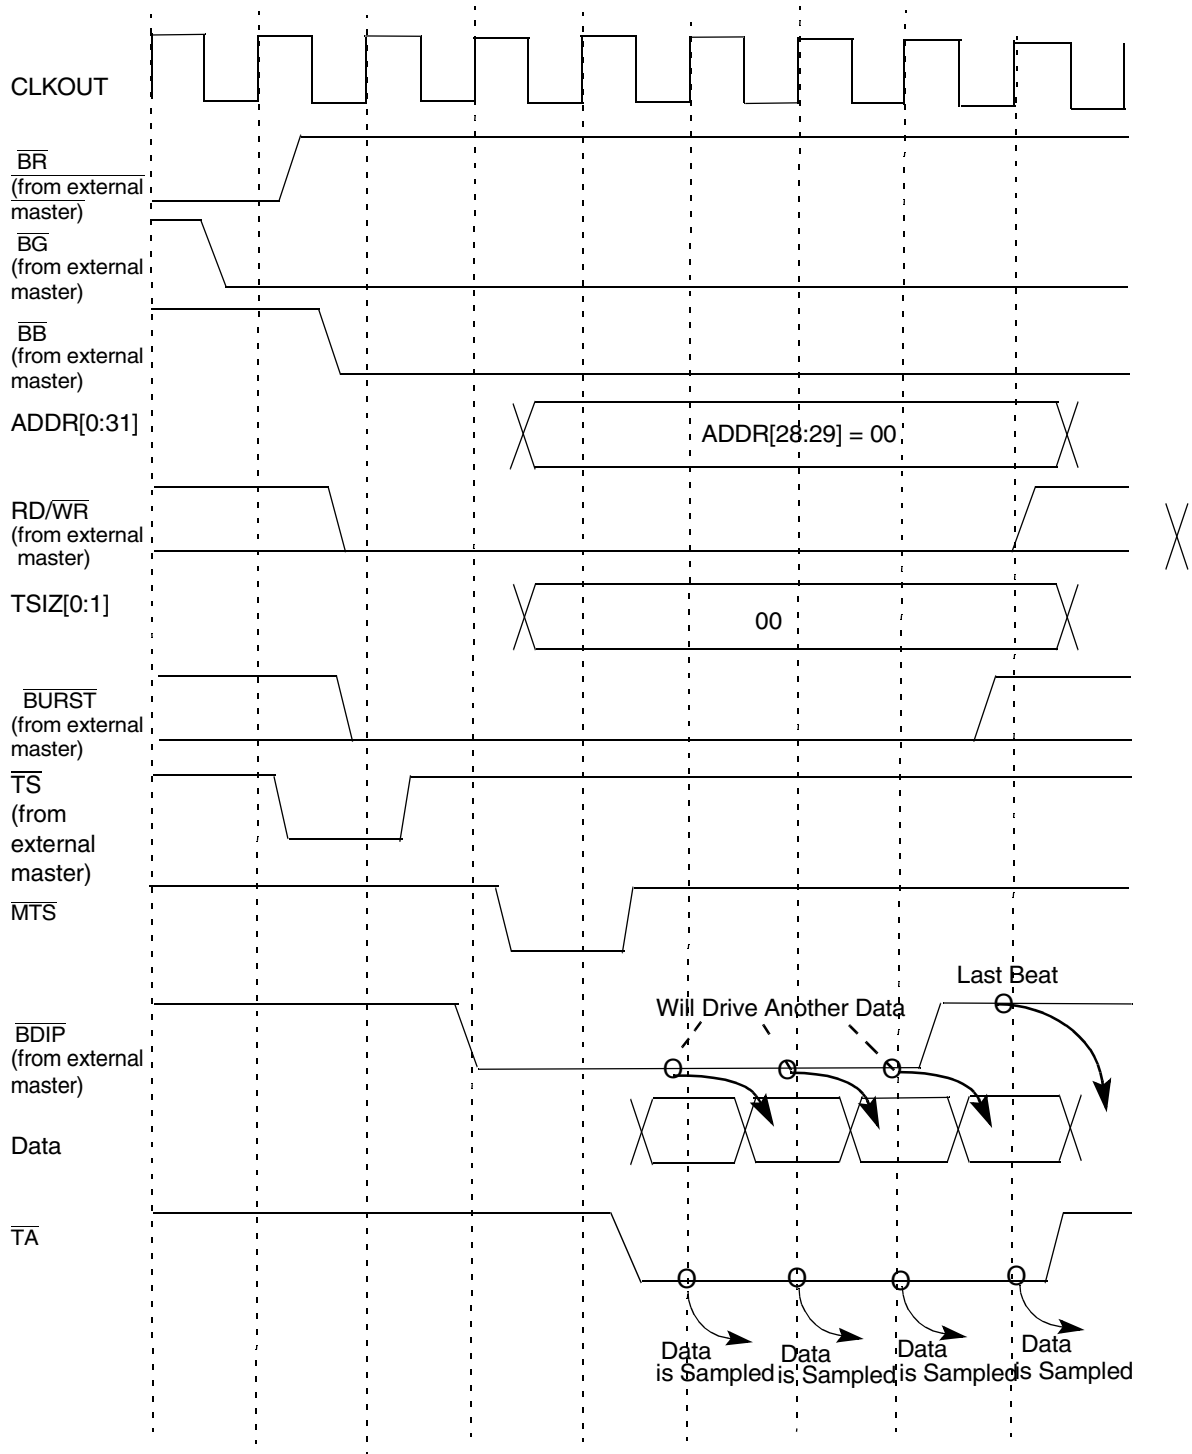 CLKOUT
BR
(from external
master)
BG
(from external
master)
BB
(from external
master)
ADDR[0:31]
ADDR[28:29] = 00
RD/WR
(from external
master)
TSIZ[0:1]
00
BURST
(from external
master)
TS
(from
external
master)
MTS
Last Beat
Will Drive Another Data
BDIP
(from external
master)
Data
TA
Data
is Sampled
Data
is Sampled
Data
is Sampled
Data
is Sampled